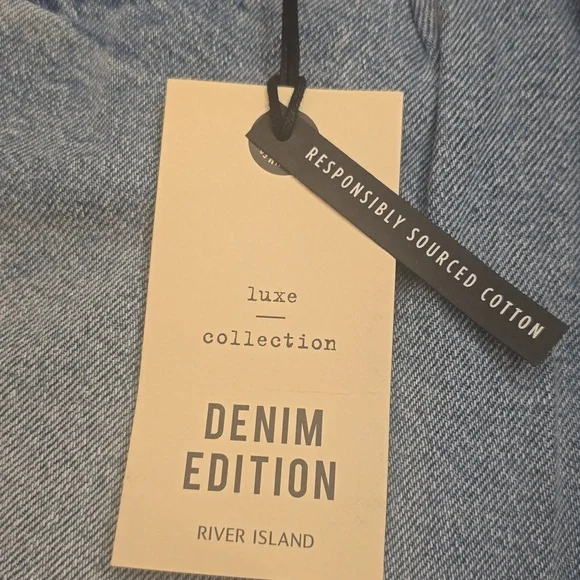 RESPONSIBLY SOURCED COTTON
luxe
collection
DENIM
EDITION
RIVER ISLAND